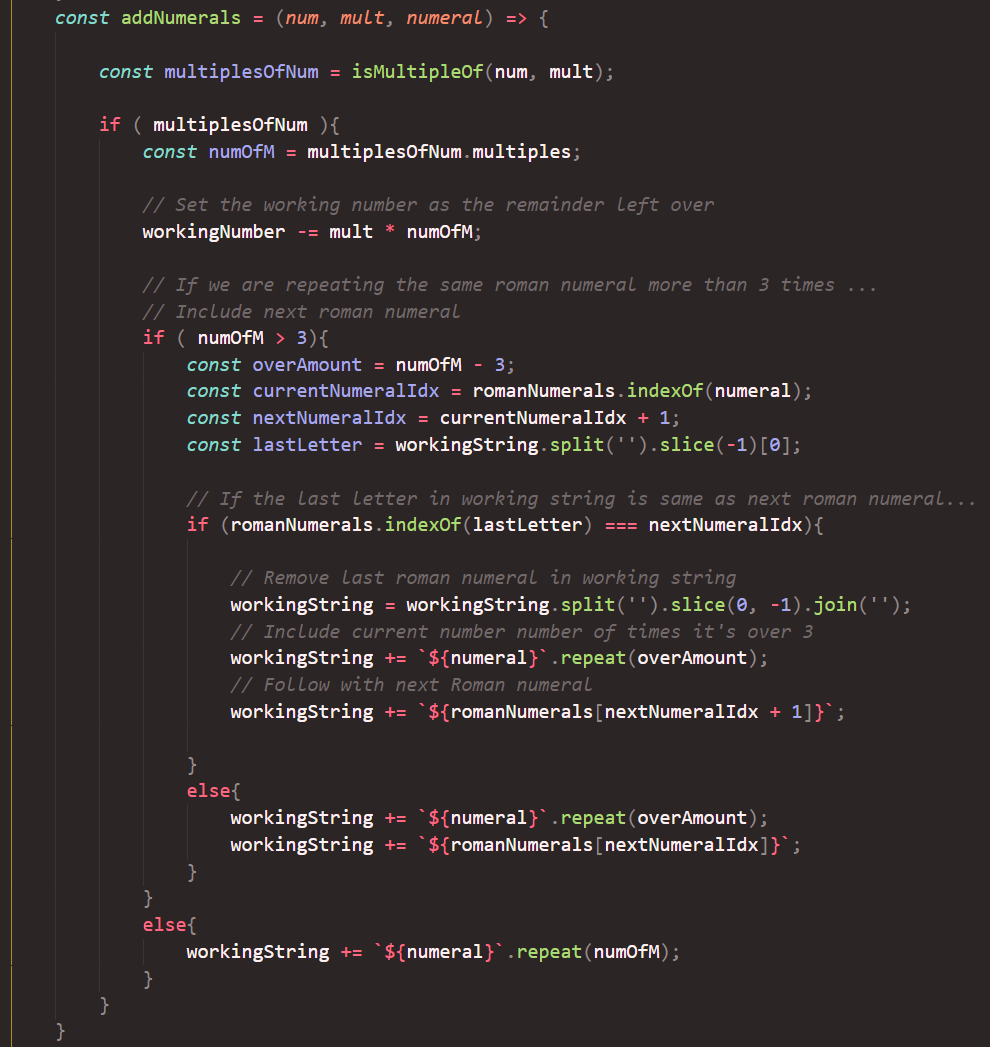 const addNumerals = (num, mult, numeral) => {
const multiplesOfNum = isMultipleOf(num, mult);
if ( multiplesOfNum ){
const numOfM = multiplesOfNum.multiples;
// Set the working number as the remainder left over
workingNumber -= mult * numOfM;
// If we are repeating the same roman numeral more than 3 times ...
// Include next roman numeral
if ( numOfM > 3){
const overAmount = numOfM - 3;
const currentNumeralIdx = romanNumerals.indexOf(numeral);
const nextNumeralIdx = currentNumeralIdx + 1;
const lastLetter = workingString.split('').slice(-1)[0];
// If the last letter in working string is same as next roman numeral...
if (romanNumerals.indexOf(lastLetter) === nextNumeralIdx){
// Remove last roman numeral in working string
workingString = workingString.split('').slice(0, -1).join('');
// Include current number number of times it's over 3
workingString += `${numeral}`.repeat(overAmount);
// Follow with next Roman numeral
workingString += `${romanNumerals[nextNumeralIdx + 1]}`;
}
else{
workingString += `${numeral}`.repeat(overAmount);
workingString += `${romanNumerals[nextNumeralIdx]}`;
}
}
else{
workingString += `${numeral}`.repeat(numOfM);
}
}
}